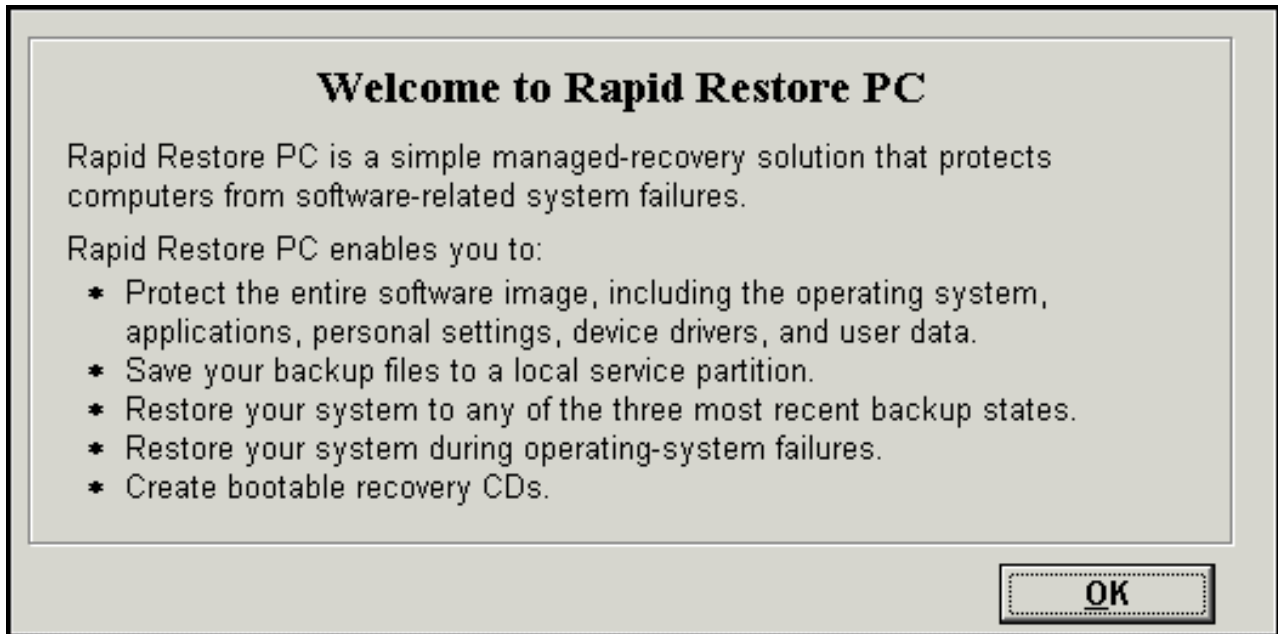 Welcome to Rapid Restore PC
Rapid Restore PC is a simple managed-recovery solution that protects
computers from software-related system failures.
Rapid Restore PC enables you to:
* Protect the entire software image, including the operating system,
applications, personal settings, device drivers, and user data.
* Save your backup files to a local service partition.
* Restore your system to any of the three most recent backup states.
* Restore your system during operating-system failures.
* Create bootable recovery CDs.
OK